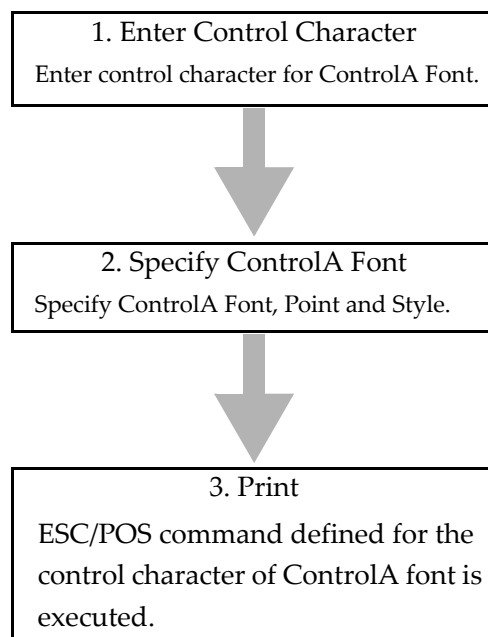 1. Enter Control Character
Enter control character for ControlA Font.
2. Specify ControlA Font
Specify ControlA Font, Point and Style.
3. Print
ESC/POS command defined for the
control character of ControlA font is
executed.